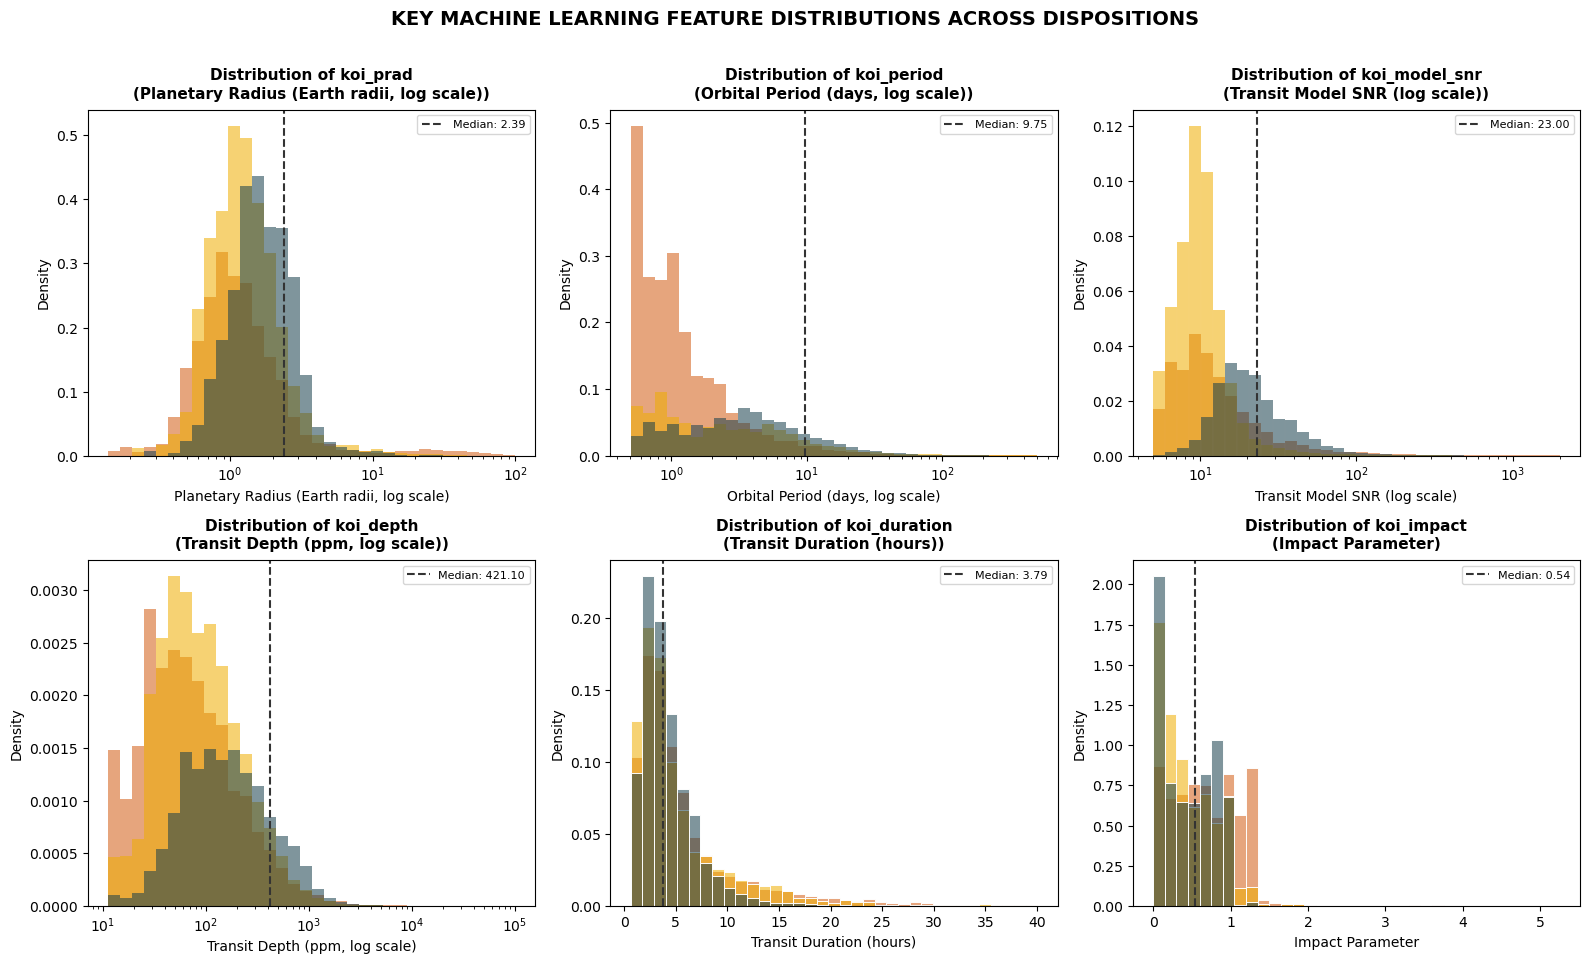 KEY MACHINE LEARNING FEATURE DISTRIBUTIONS ACROSS DISPOSITIONS
Distribution of koi_prad
(Planetary Radius (Earth radii, log scale))
Median: 2.39
0.5
0.4
0.3
0.2
0.1
0.0
Density
10⁰
10¹
10²
Planetary Radius (Earth radii, log scale)
Distribution of koi_period
(Orbital Period (days, log scale))
Median: 9.75
0.5
0.4
0.3
0.2
0.1
0.0
Density
10⁰
10¹
10²
Orbital Period (days, log scale)
Distribution of koi_model_snr
(Transit Model SNR (log scale))
Median: 23.00
0.12
0.10
0.08
0.06
0.04
0.02
0.00
Density
10¹
10²
10³
Transit Model SNR (log scale)
Distribution of koi_depth
(Transit Depth (ppm, log scale))
Median: 421.10
0.0030
0.0025
0.0020
0.0015
0.0010
0.0005
0.0000
Density
10¹
10²
10³
10⁴
10⁵
Transit Depth (ppm, log scale)
Distribution of koi_duration
(Transit Duration (hours))
Median: 3.79
0.20
0.15
0.10
0.05
0.00
Density
0 5 10 15 20 25 30 35 40
Transit Duration (hours)
Distribution of koi_impact
(Impact Parameter)
Median: 0.54
2.00
1.75
1.50
1.25
1.00
0.75
0.50
0.25
0.00
Density
0 1 2 3 4 5
Impact Parameter